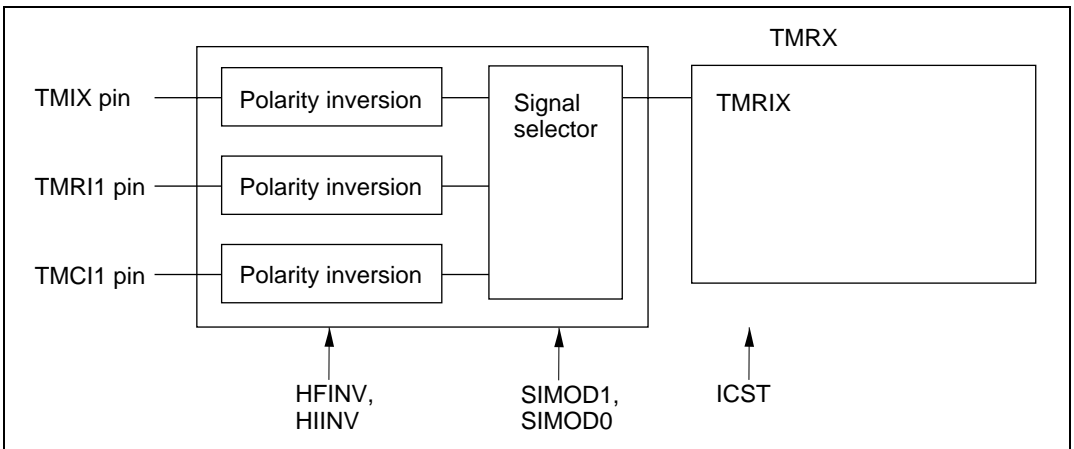 TMRX
TMIX pin
Polarity inversion
Signal
selector
TMRIX
TMRI1 pin
Polarity inversion
TMCI1 pin
Polarity inversion
HFINV,
HIINV
SIMOD1,
SIMOD0
ICST